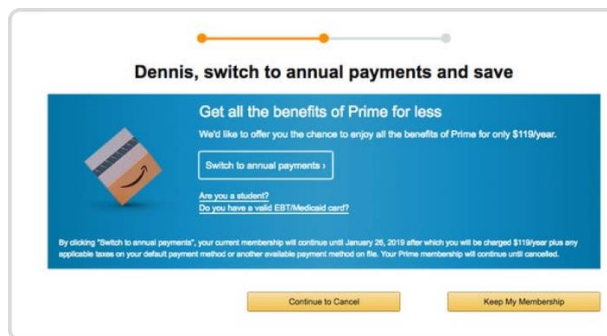 Dennis, switch to annual payments and save
Get all the benefits of Prime for less
We'd like to offer you the chance to enjoy all the benefits of Prime for only $119/year.
Switch to annual payments ›
Are you a student?
Do you have a valid EBT/Medicaid card?
By clicking "Switch to annual payments", your current membership will continue until January 26, 2019 after which you will be charged $119/year plus any
applicable taxes on your default payment method or another available payment method on file. Your Prime membership will continue until cancelled.
Continue to Cancel
Keep My Membership